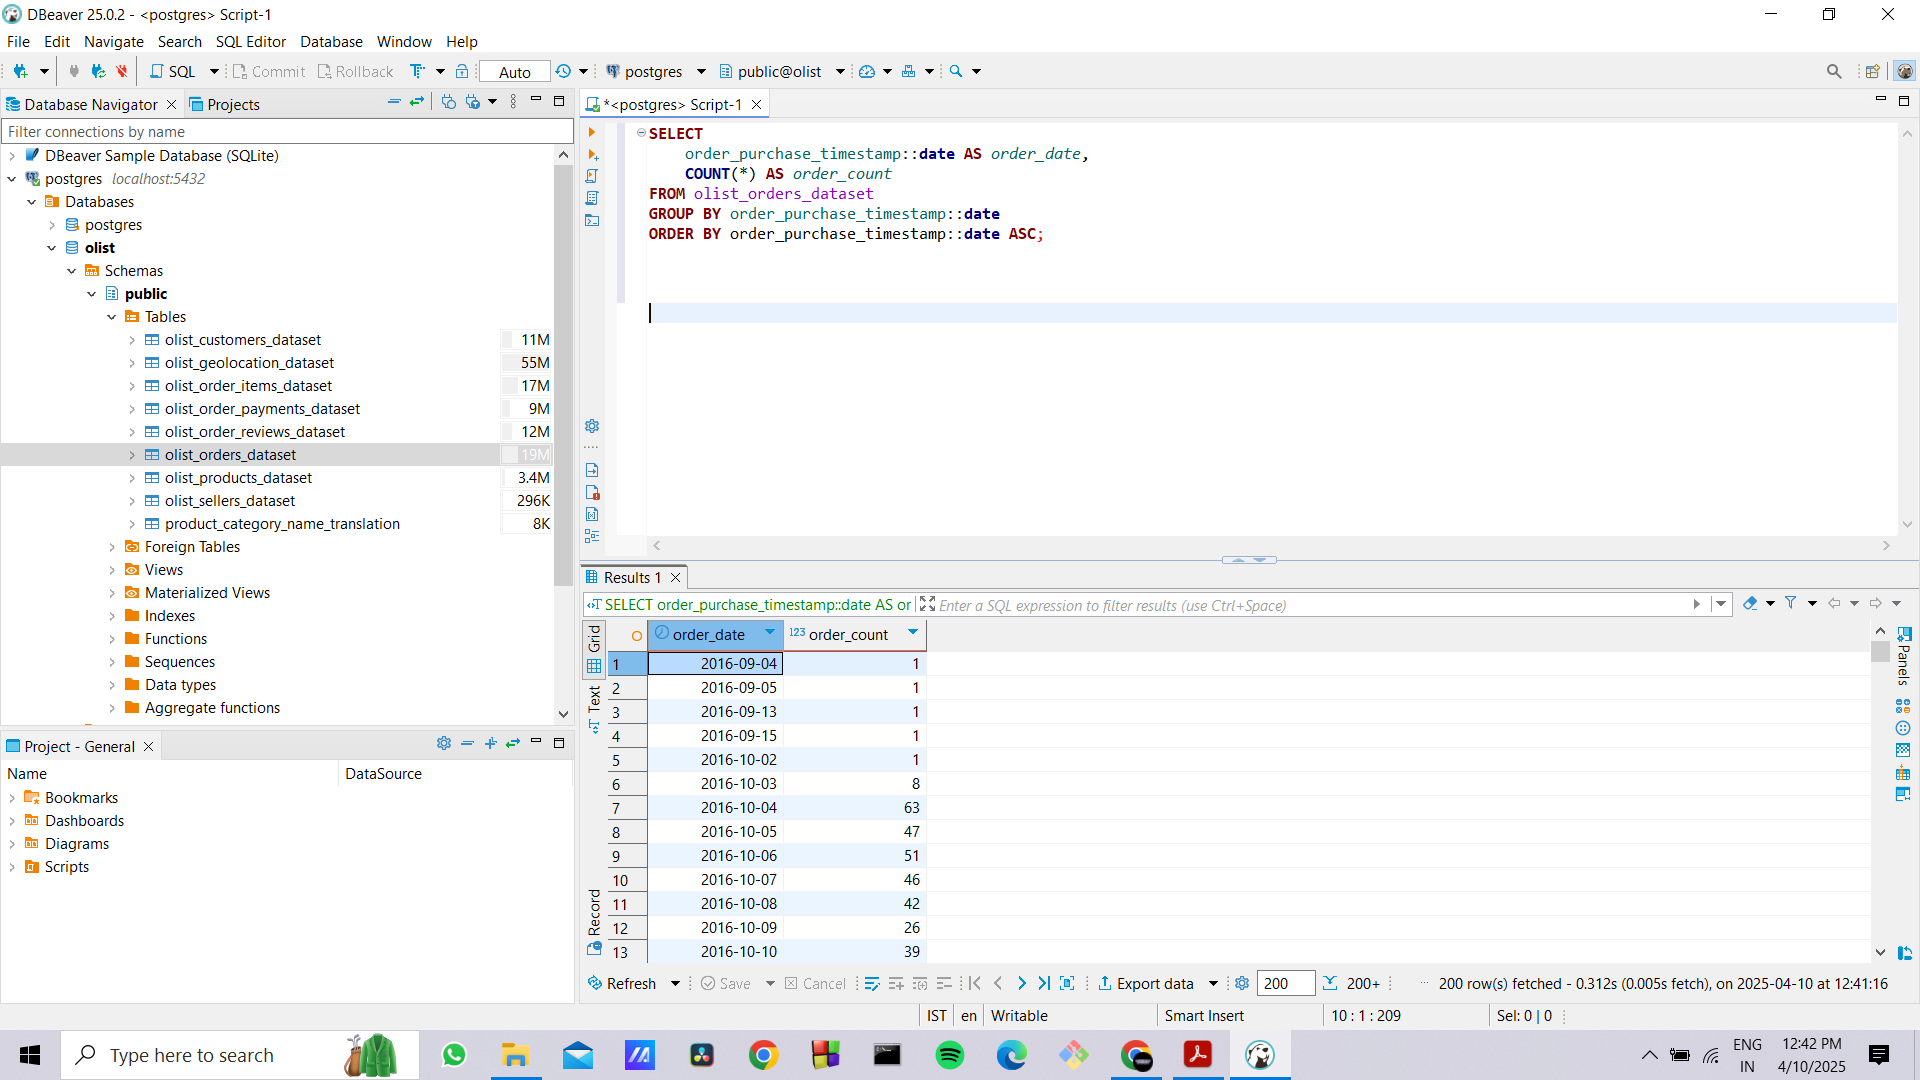 DBeaver 25.0.2 - <postgres> Script-1
File Edit Navigate Search SQL Editor Database Window Help
SQL Commit Rollback Auto postgres public@olist
Database Navigator Projects
Filter connections by name
DBeaver Sample Database (SQLite)
postgres localhost:5432
Databases
postgres
olist
Schemas
public
Tables
olist_customers_dataset 11M
olist_geolocation_dataset 55M
olist_order_items_dataset 17M
olist_order_payments_dataset 9M
olist_order_reviews_dataset 12M
olist_orders_dataset 19M
olist_products_dataset 3.4M
olist_sellers_dataset 296K
product_category_name_translation 8K
Foreign Tables
Views
Materialized Views
Indexes
Functions
Sequences
Data types
Aggregate functions
Project - General
Name DataSource
Bookmarks
Dashboards
Diagrams
Scripts
*<postgres> Script-1
SELECT
order_purchase_timestamp::date AS order_date,
COUNT(*) AS order_count
FROM olist_orders_dataset
GROUP BY order_purchase_timestamp::date
ORDER BY order_purchase_timestamp::date ASC;
Results 1
SELECT order_purchase_timestamp::date AS or Enter a SQL expression to filter results (use Ctrl+Space)
Grid
Text
Record
Panels
order_date 123 order_count
1 2016-09-04 1
2 2016-09-05 1
3 2016-09-13 1
4 2016-09-15 1
5 2016-10-02 1
6 2016-10-03 8
7 2016-10-04 63
8 2016-10-05 47
9 2016-10-06 51
10 2016-10-07 46
11 2016-10-08 42
12 2016-10-09 26
13 2016-10-10 39
Refresh Save Cancel Export data 200 200+ 200 row(s) fetched - 0.312s (0.005s fetch), on 2025-04-10 at 12:41:16
IST en Writable Smart Insert 10 : 1 : 209 Sel: 0 | 0
Type here to search
ENG
IN
12:42 PM
4/10/2025